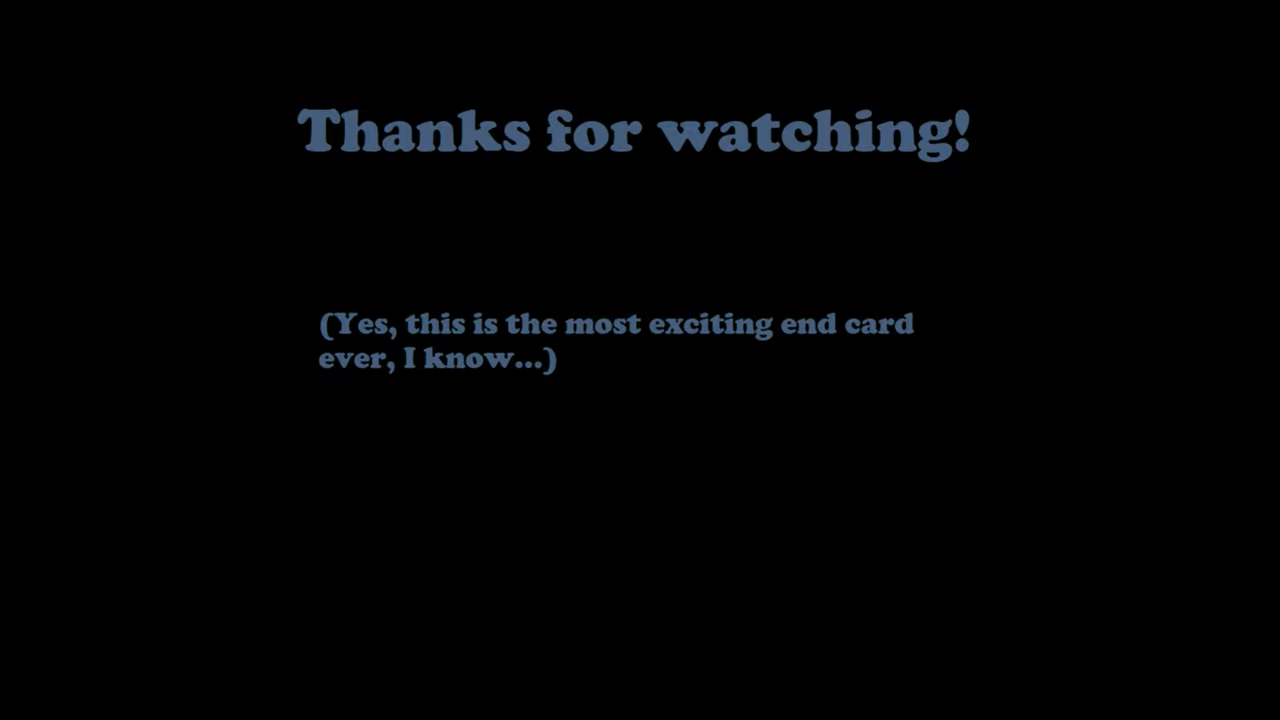 Thanks for watching!
(Yes, this is the most exciting end card
ever, I know...)